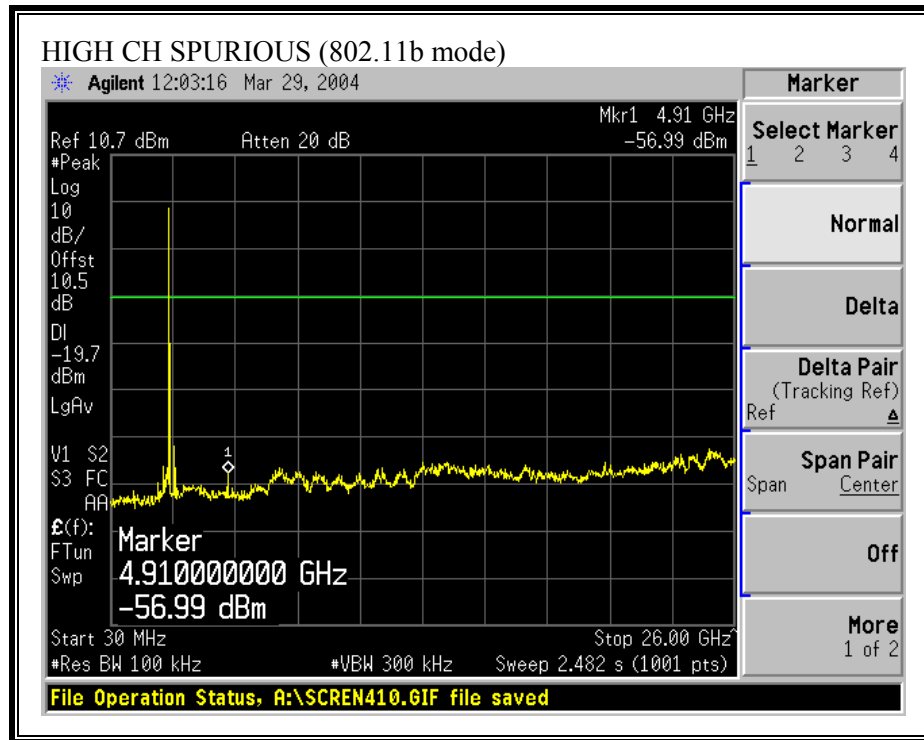 HIGH CH SPURIOUS (802.11b mode)
Agilent 12:03:16 Mar 29, 2004
Marker
Mkr1 4.91 GHz
Ref 10.7 dBm Atten 20 dB -56.99 dBm
#Peak
Log
10
dB/
Offst
10.5
dB
DI
-19.7
dBm
LgAv
V1 S2
S3 FC
AA
£(f):
FTun
Swp
1
Marker
4.910000000 GHz
-56.99 dBm
Start 30 MHz Stop 26.00 GHz^
#Res BW 100 kHz #VBW 300 kHz Sweep 2.482 s (1001 pts)
Select Marker
1 2 3 4
Normal
Delta
Delta Pair
(Tracking Ref)
Ref Δ
Span Pair
Span Center
Off
More
1 of 2
File Operation Status, A:\SCREN410.GIF file saved